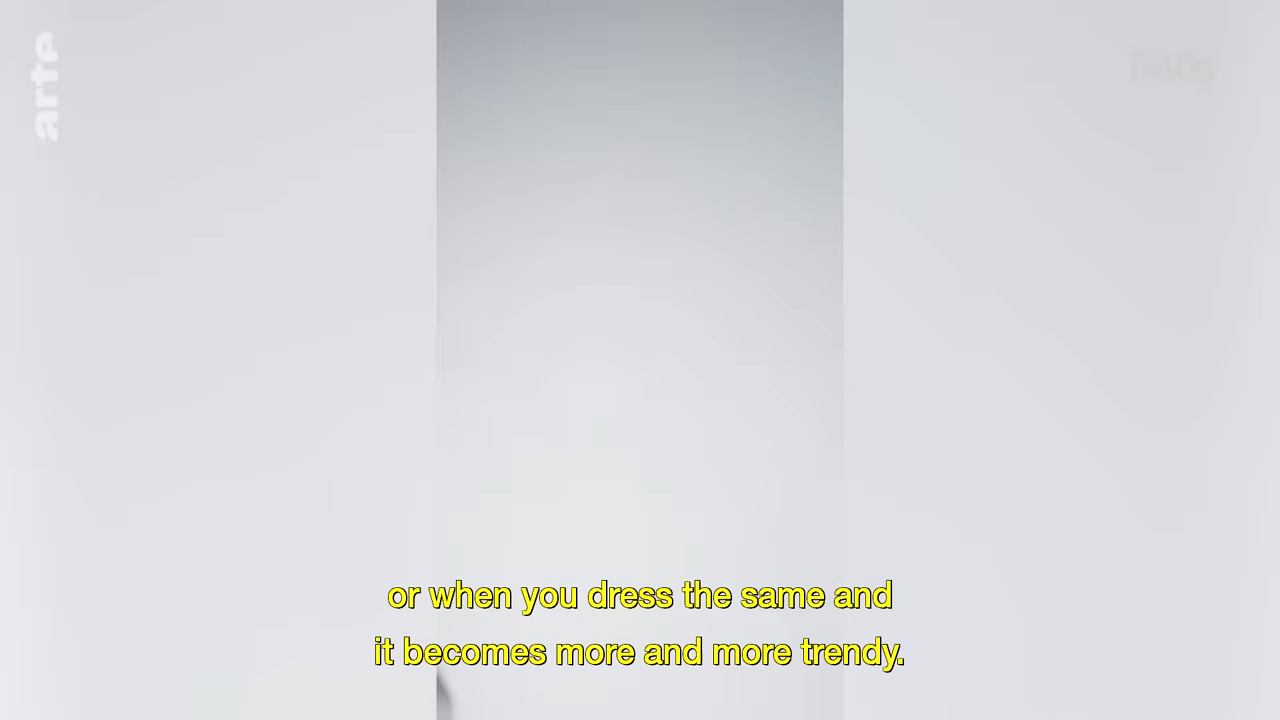 arte
or when you dress the same and
it becomes more and more trendy.